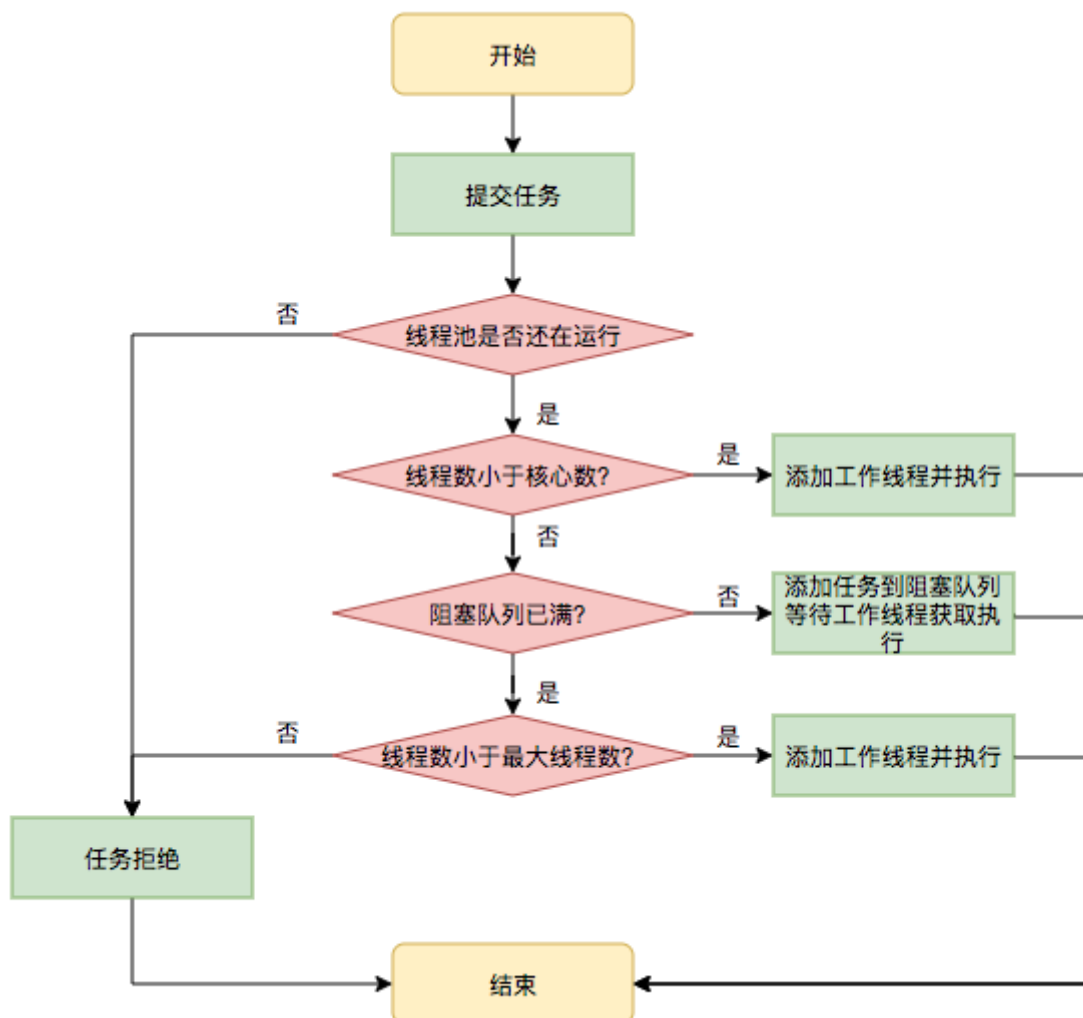 开始
提交任务
否
线程池是否还在运行
是
线程数小于核心数?
是
添加工作线程并执行
否
阻塞队列已满?
否
添加任务到阻塞队列
等待工作线程获取执
行
是
否
线程数小于最大线程数?
是
添加工作线程并执行
任务拒绝
结束